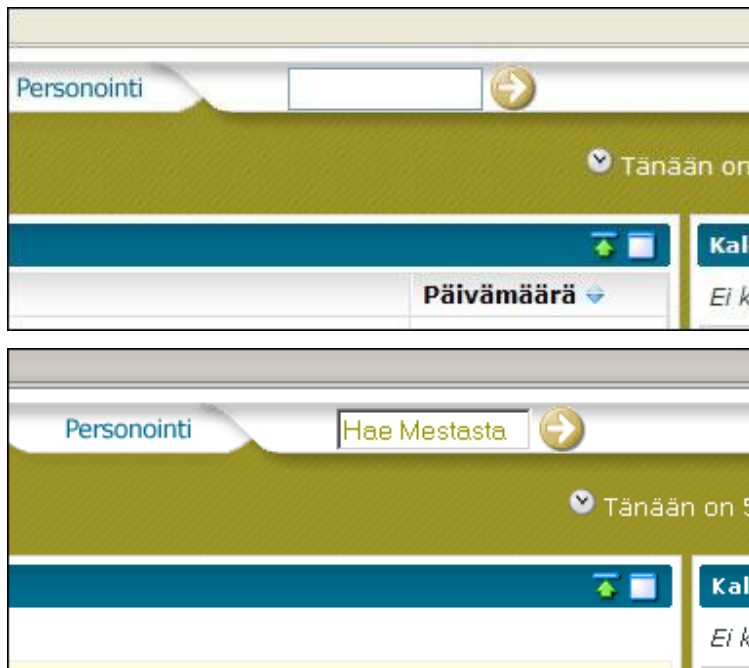 Personointi
Tänään on
Kal
Päivämäärä
Ei k
Personointi
Hae Mestasta
Tänään on 5
Kal
Ei k